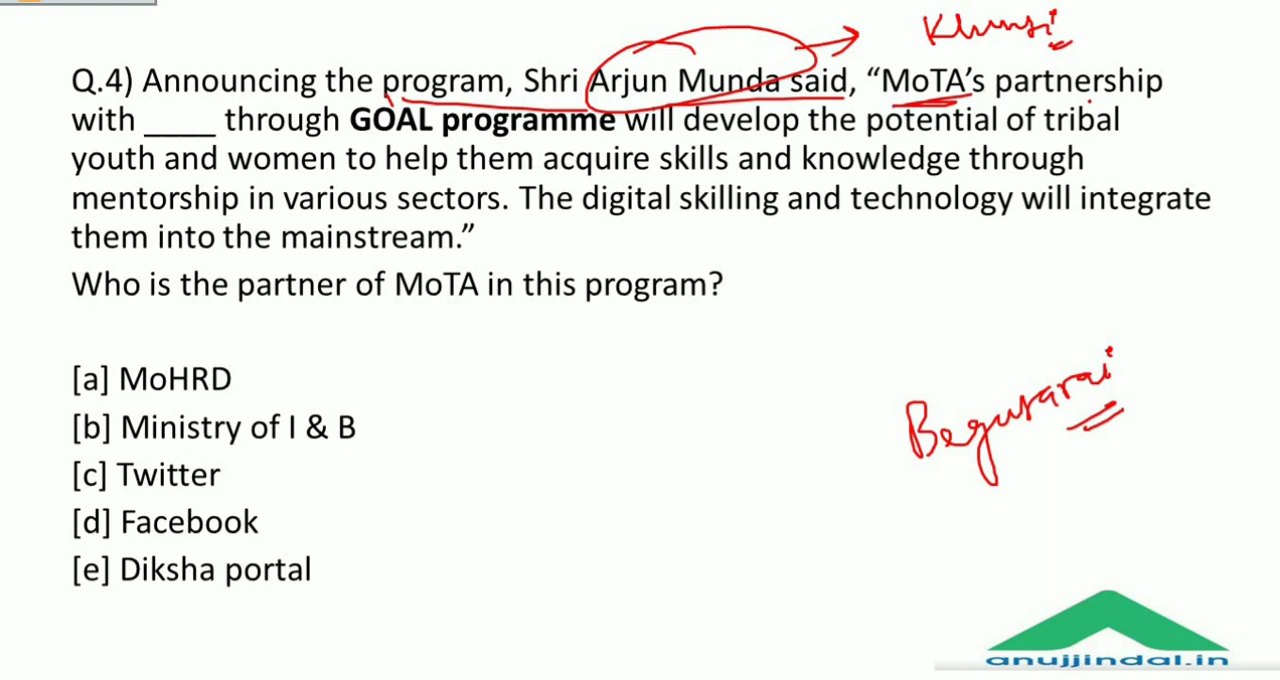 Khunti
Q.4) Announcing the program, Shri Arjun Munda said, “MoTA’s partnership
with ____ through GOAL programme will develop the potential of tribal
youth and women to help them acquire skills and knowledge through
mentorship in various sectors. The digital skilling and technology will integrate
them into the mainstream.”
Who is the partner of MoTA in this program?
[a] MoHRD
[b] Ministry of I & B
[c] Twitter
[d] Facebook
[e] Diksha portal
Begusarai
anujjindal.in